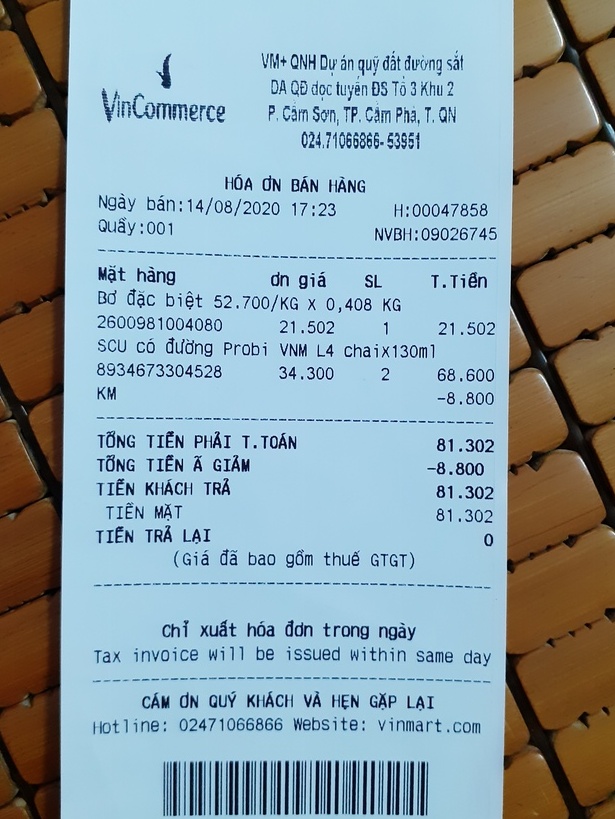 VinCommerce
VM+ QNH Dự án quỹ đất đường sắt
DA QĐ dọc tuyến ĐS Tổ 3 Khu 2
P. Cẩm Sơn, TP. Cẩm Phả, T. QN
024.71066866-53951
HÓA ƠN BÁN HÀNG
Ngày bán:14/08/2020 17:23 H:00047858
Quầy:001 NVBH:09026745
Mặt hàng ơn giá SL T.Tiền
Bơ đặc biệt 52.700/KG X 0,408 KG
2600981004080 21.502 1 21.502
SCU có đường Probi VNM L4 chaiX130ml
8934673304528 34.300 2 68.600
KM -8.800
TỔNG TIỀN PHẢI T.TOÁN 81.302
TỔNG TIỀN Ã GIẢM -8.800
TIỀN KHÁCH TRẢ 81.302
TIỀN MẶT 81.302
TIỀN TRẢ LẠI 0
(Giá đã bao gồm thuế GTGT)
Chỉ xuất hóa đơn trong ngày
Tax invoice will be issued within same day
CẢM ƠN QUÝ KHÁCH VÀ HẸN GẶP LẠI
Hotline: 02471066866 Website: vinmart.com